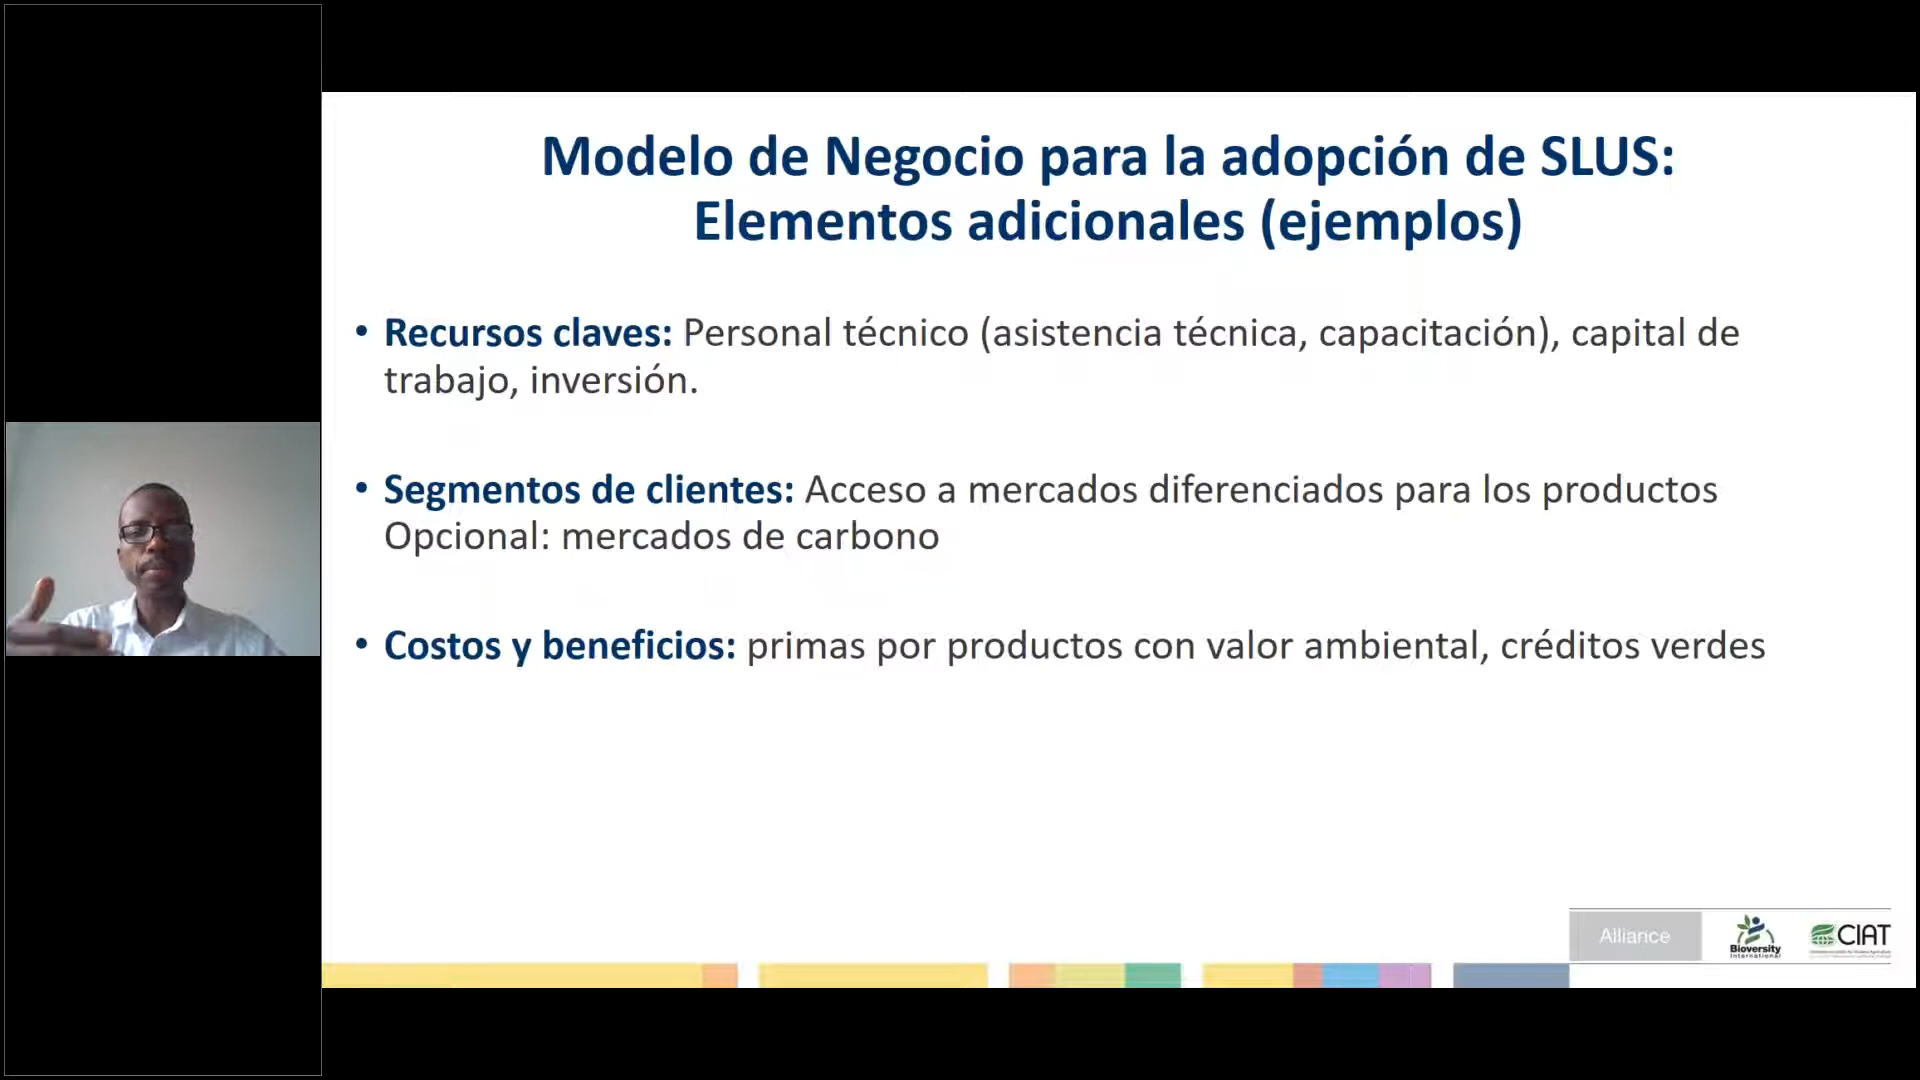 Modelo de Negocio para la adopción de SLUS:
Elementos adicionales (ejemplos)
• Recursos claves: Personal técnico (asistencia técnica, capacitación), capital de
trabajo, inversión.
• Segmentos de clientes: Acceso a mercados diferenciados para los productos
Opcional: mercados de carbono
• Costos y beneficios: primas por productos con valor ambiental, créditos verdes
Alliance
Bioversity
International
CIAT